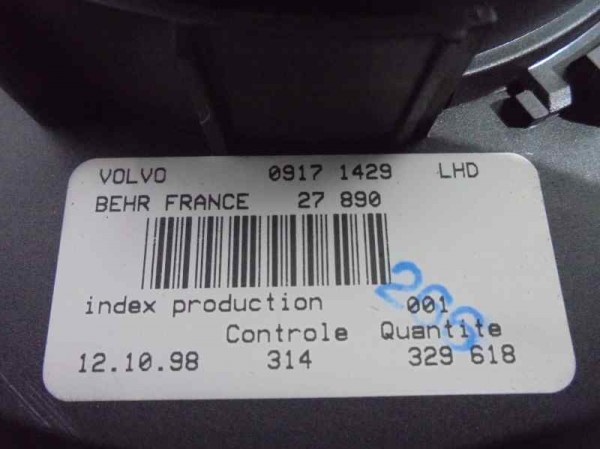 VOLVO 0917 1429 LHD
BEHR FRANCE 27 890
index production 001
Controle Quantite
12.10.98 314 329 618